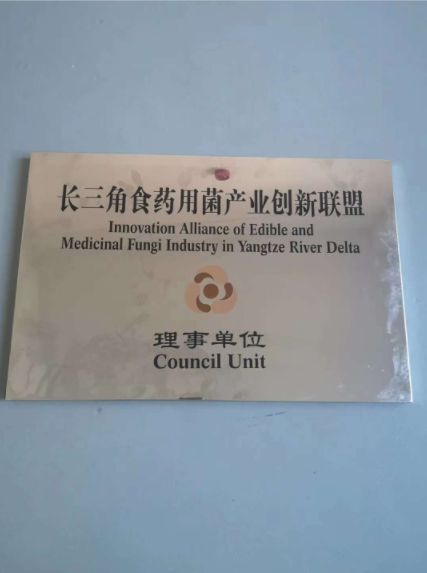 长三角食药用菌产业创新联盟
Innovation Alliance of Edible and
Medicinal Fungi Industry in Yangtze River Delta
理事单位
Council Unit